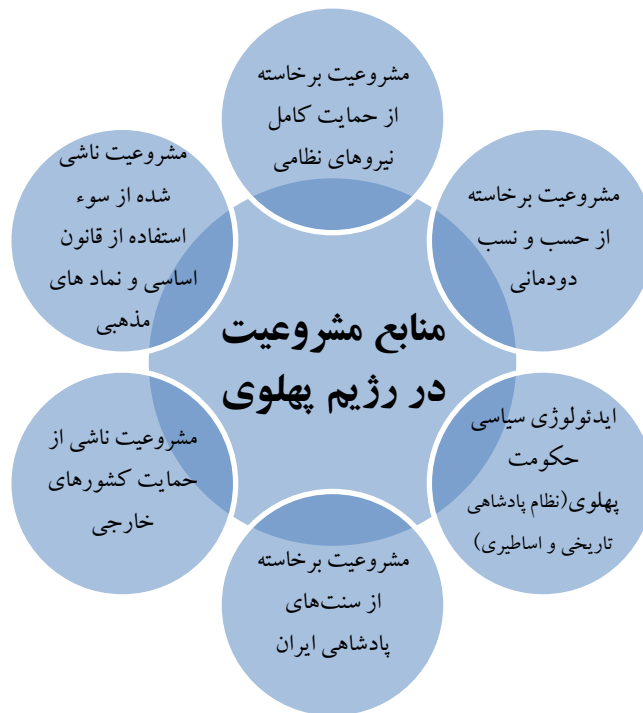 مشروعیت برخاسته
از حمایت کامل
نیروهای نظامی
مشروعیت برخاسته
از حسب و نسب
دودمانی
ایدئولوژی سیاسی
حکومت
پهلوی(نظام پادشاهی
تاریخی و اساطیری)
مشروعیت برخاسته
از سنت‌های
پادشاهی ایران
مشروعیت ناشی از
حمایت کشورهای
خارجی
مشروعیت ناشی
شده از سوء
استفاده از قانون
اساسی و نماد های
مذهبی
منابع مشروعیت
در رژیم پهلوی